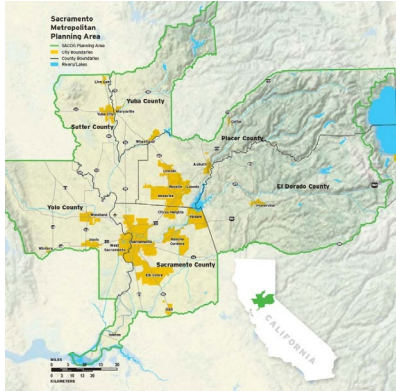 Sacramento
Metropolitan
Planning Area
SACOG Planning Area
City Boundaries
County Boundaries
Rivers/Lakes
Live Oak
Yuba County
Yuba City
Marysville
Sutter County
Wheatland
Placer County
Colfax
Auburn
Lincoln
Rocklin
Loomis
Roseville
El Dorado County
Placerville
Yolo County
Woodland
Citrus Heights
Folsom
Davis
West
Sacramento
Sacramento
Rancho
Cordova
Winters
Sacramento County
Elk Grove
Galt
Isleton
CALIFORNIA
MILES
KILOMETERS